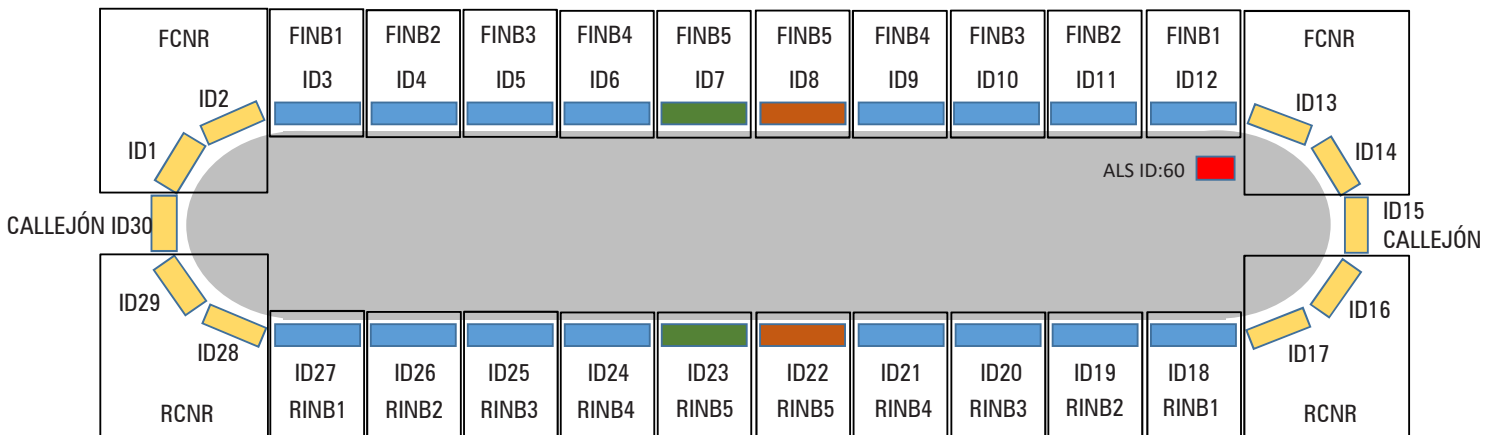 FCNR
FINB1
FINB2
FINB3
FINB4
FINB5
FINB5
FINB4
FINB3
FINB2
FINB1
FCNR
ID3
ID4
ID5
ID6
ID7
ID8
ID9
ID10
ID11
ID12
ID2
ID13
ID1
ID14
ALS ID:60
CALLEJÓN ID30
ID15
CALLEJÓN
ID29
ID16
ID28
ID17
ID27
ID26
ID25
ID24
ID23
ID22
ID21
ID20
ID19
ID18
RCNR
RINB1
RINB2
RINB3
RINB4
RINB5
RINB5
RINB4
RINB3
RINB2
RINB1
RCNR